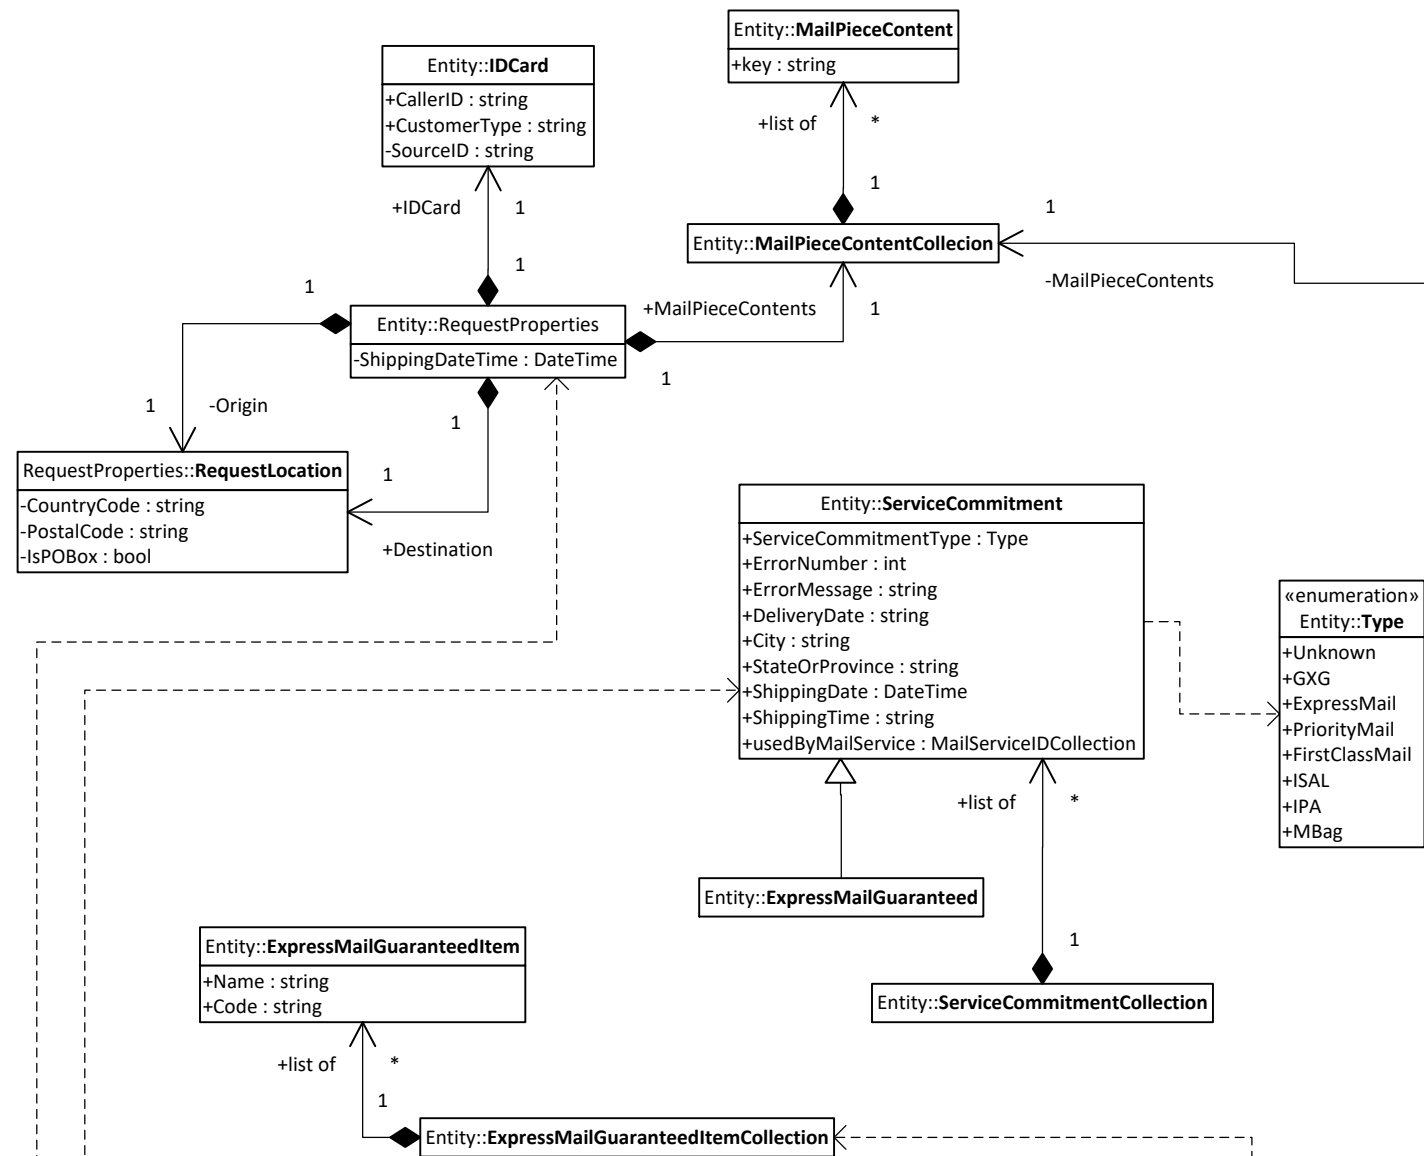 Entity::MailPieceContent
+key : string
+list of
*
1
Entity::IDCard
+CallerID : string
+CustomerType : string
-SourceID : string
+IDCard
1
1
Entity::MailPieceContentCollecion
1
-MailPieceContents
+MailPieceContents
1
1
1
Entity::RequestProperties
-ShippingDateTime : DateTime
1
-Origin
1
1
+Destination
RequestProperties::RequestLocation
-CountryCode : string
-PostalCode : string
-IsPOBox : bool
Entity::ServiceCommitment
+ServiceCommitmentType : Type
+ErrorNumber : int
+ErrorMessage : string
+DeliveryDate : string
+City : string
+StateOrProvince : string
+ShippingDate : DateTime
+ShippingTime : string
+usedByMailService : MailServiceIDCollection
«enumeration»
Entity::Type
+Unknown
+GXG
+ExpressMail
+PriorityMail
+FirstClassMail
+ISAL
+IPA
+MBag
+list of
*
Entity::ExpressMailGuaranteed
1
Entity::ServiceCommitmentCollection
Entity::ExpressMailGuaranteedItem
+Name : string
+Code : string
+list of
*
1
Entity::ExpressMailGuaranteedItemCollection